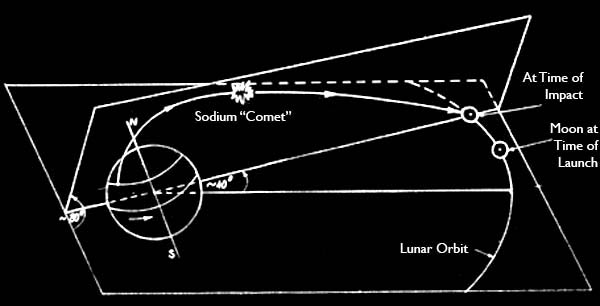 At Time of
Impact
Sodium “Comet”
N
Moon at
Time of
Launch
~40°
~30°
S
Lunar Orbit